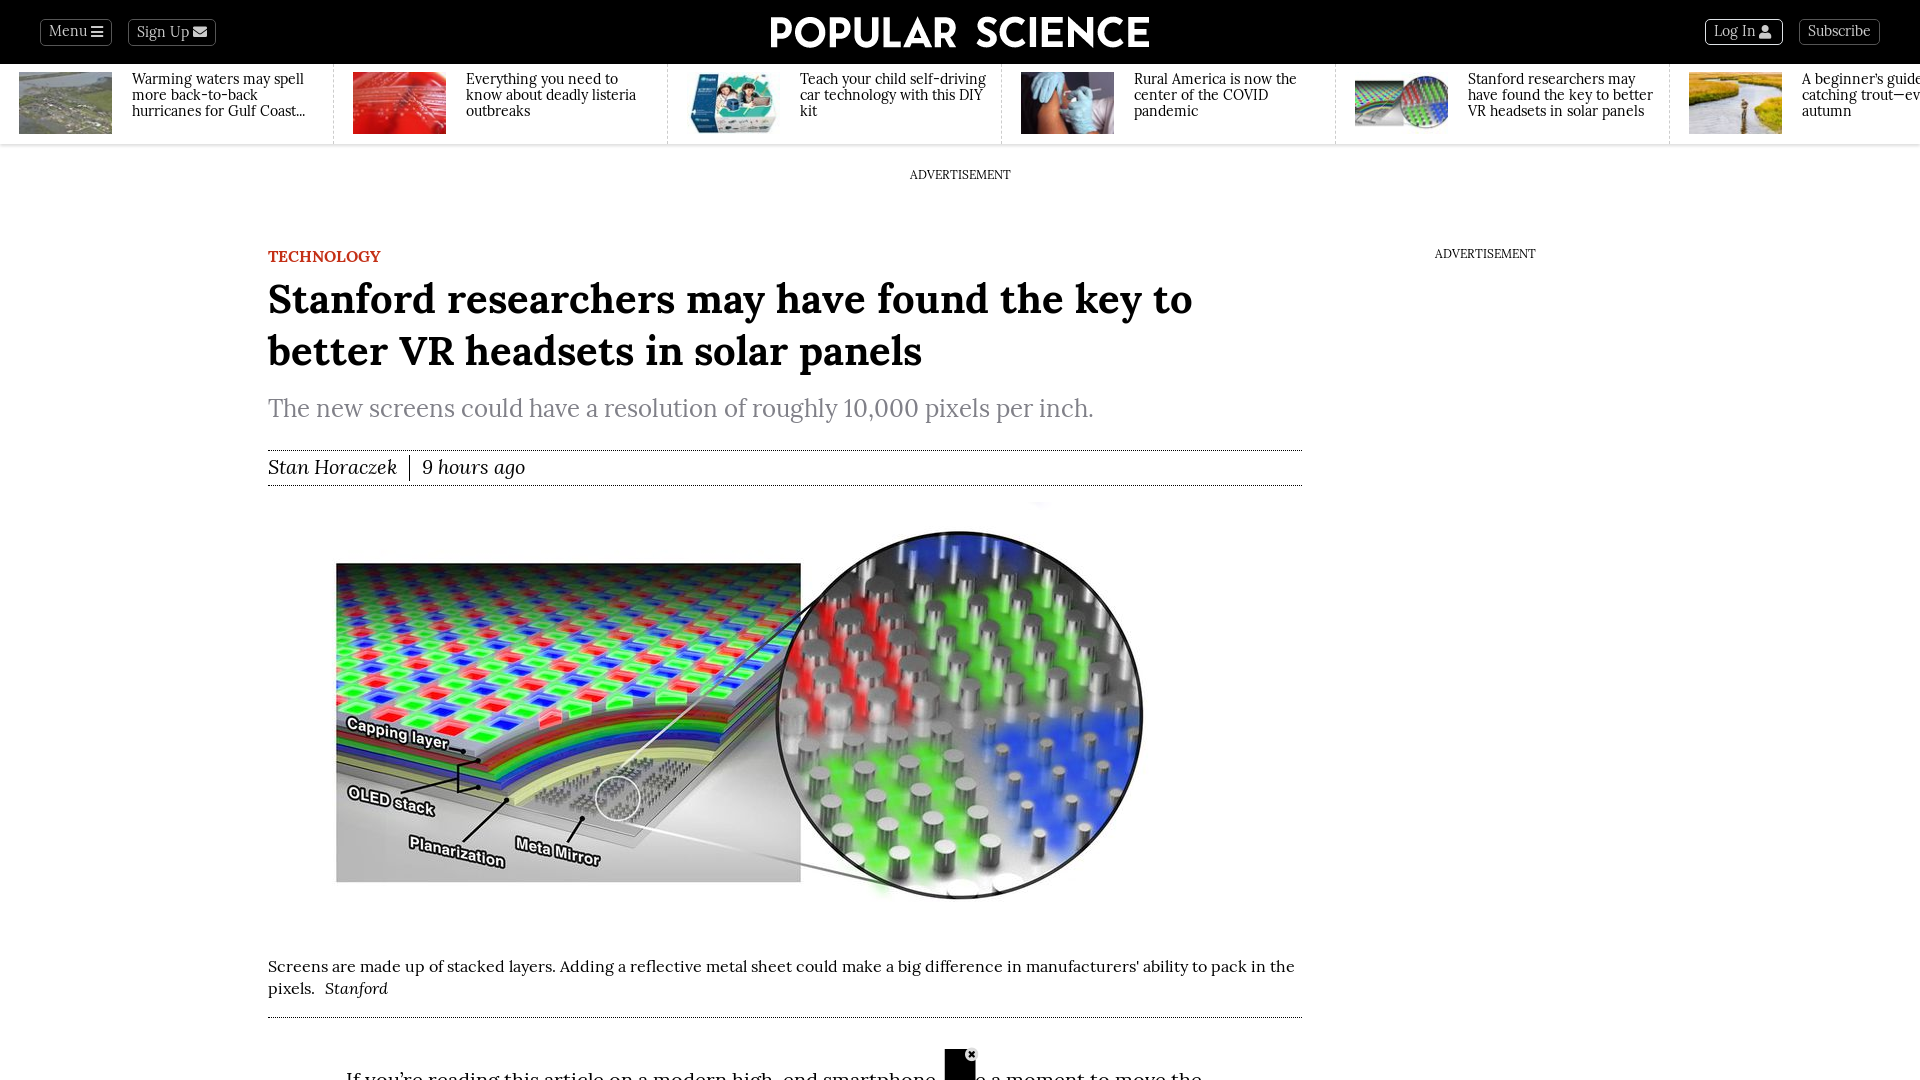 Menu
Sign Up
POPULAR SCIENCE
Log In
Subscribe
Warming waters may spell
more back-to-back
hurricanes for Gulf Coast...
Everything you need to
know about deadly listeria
outbreaks
Teach your child self-driving
car technology with this DIY
kit
Rural America is now the
center of the COVID
pandemic
Stanford researchers may
have found the key to better
VR headsets in solar panels
A beginner's guide
catching trout—ev
autumn
ADVERTISEMENT
TECHNOLOGY
ADVERTISEMENT
Stanford researchers may have found the key to
better VR headsets in solar panels
The new screens could have a resolution of roughly 10,000 pixels per inch.
Stan Horaczek
9 hours ago
Capping layer
OLED stack
Planarization
Meta Mirror
Screens are made up of stacked layers. Adding a reflective metal sheet could make a big difference in manufacturers' ability to pack in the
pixels. Stanford
If you’re reading this article on a modern high-end smartphone, a moment to move the